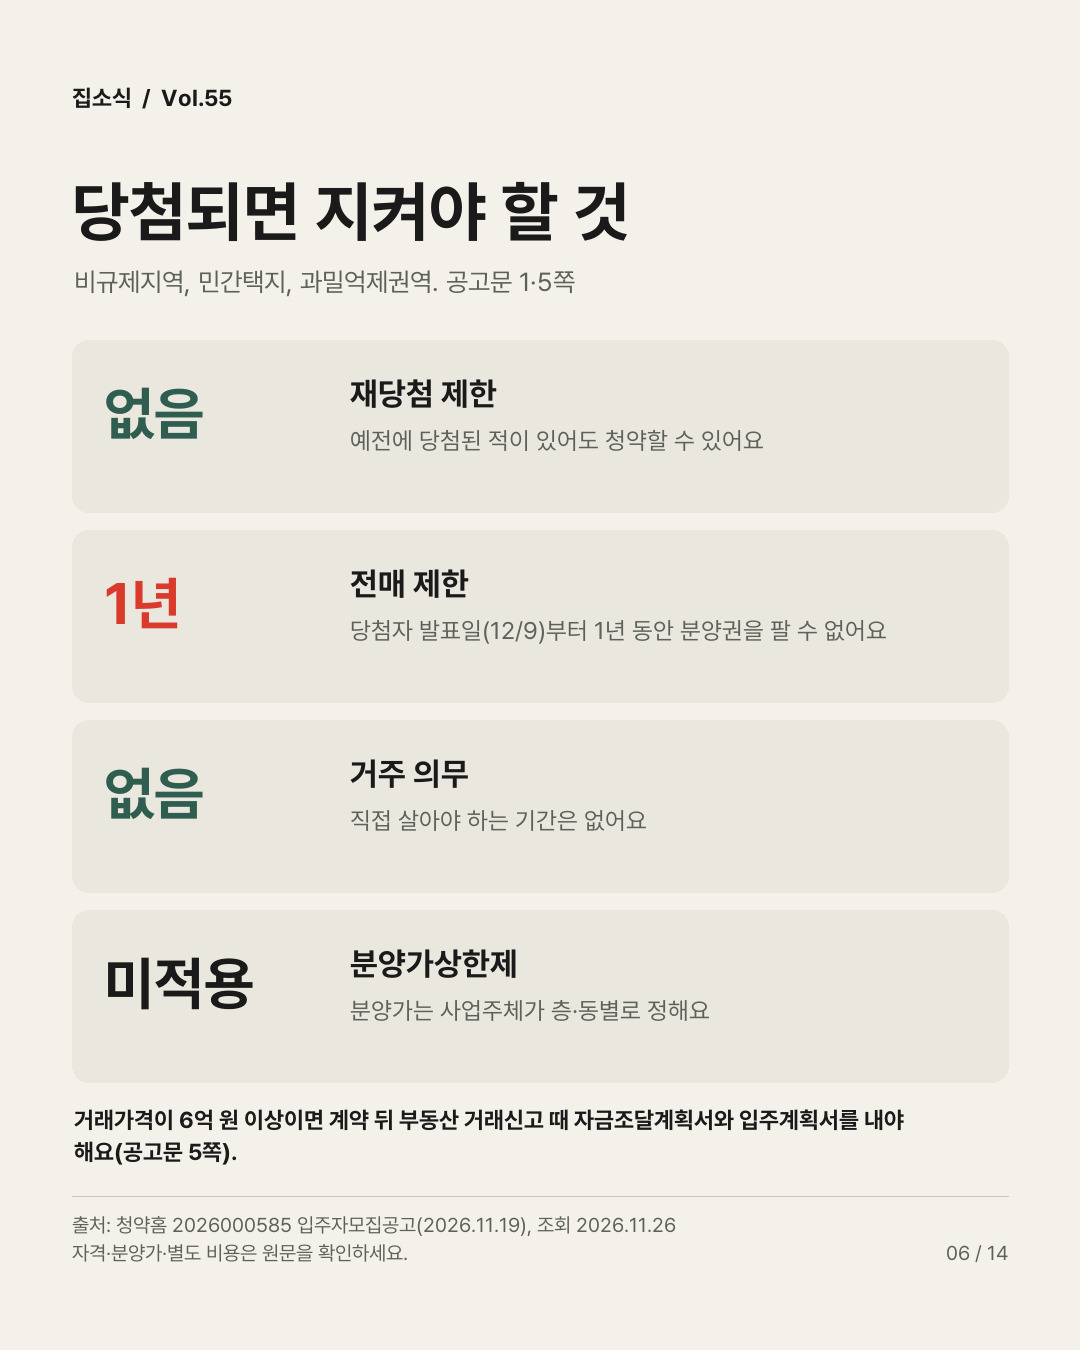 집소식 / Vol.55
당첨되면 지켜야 할 것
비규제지역, 민간택지, 과밀억제권역. 공고문 1·5쪽
없음
재당첨 제한
예전에 당첨된 적이 있어도 청약할 수 있어요
1년
전매 제한
당첨자 발표일(12/9)부터 1년 동안 분양권을 팔 수 없어요
없음
거주 의무
직접 살아야 하는 기간은 없어요
미적용
분양가상한제
분양가는 사업주체가 층·동별로 정해요
거래가격이 6억 원 이상이면 계약 뒤 부동산 거래신고 때 자금조달계획서와 입주계획서를 내야
해요(공고문 5쪽).
출처: 청약홈 2026000585 입주자모집공고(2026.11.19), 조회 2026.11.26
자격·분양가·별도 비용은 원문을 확인하세요.
06 / 14